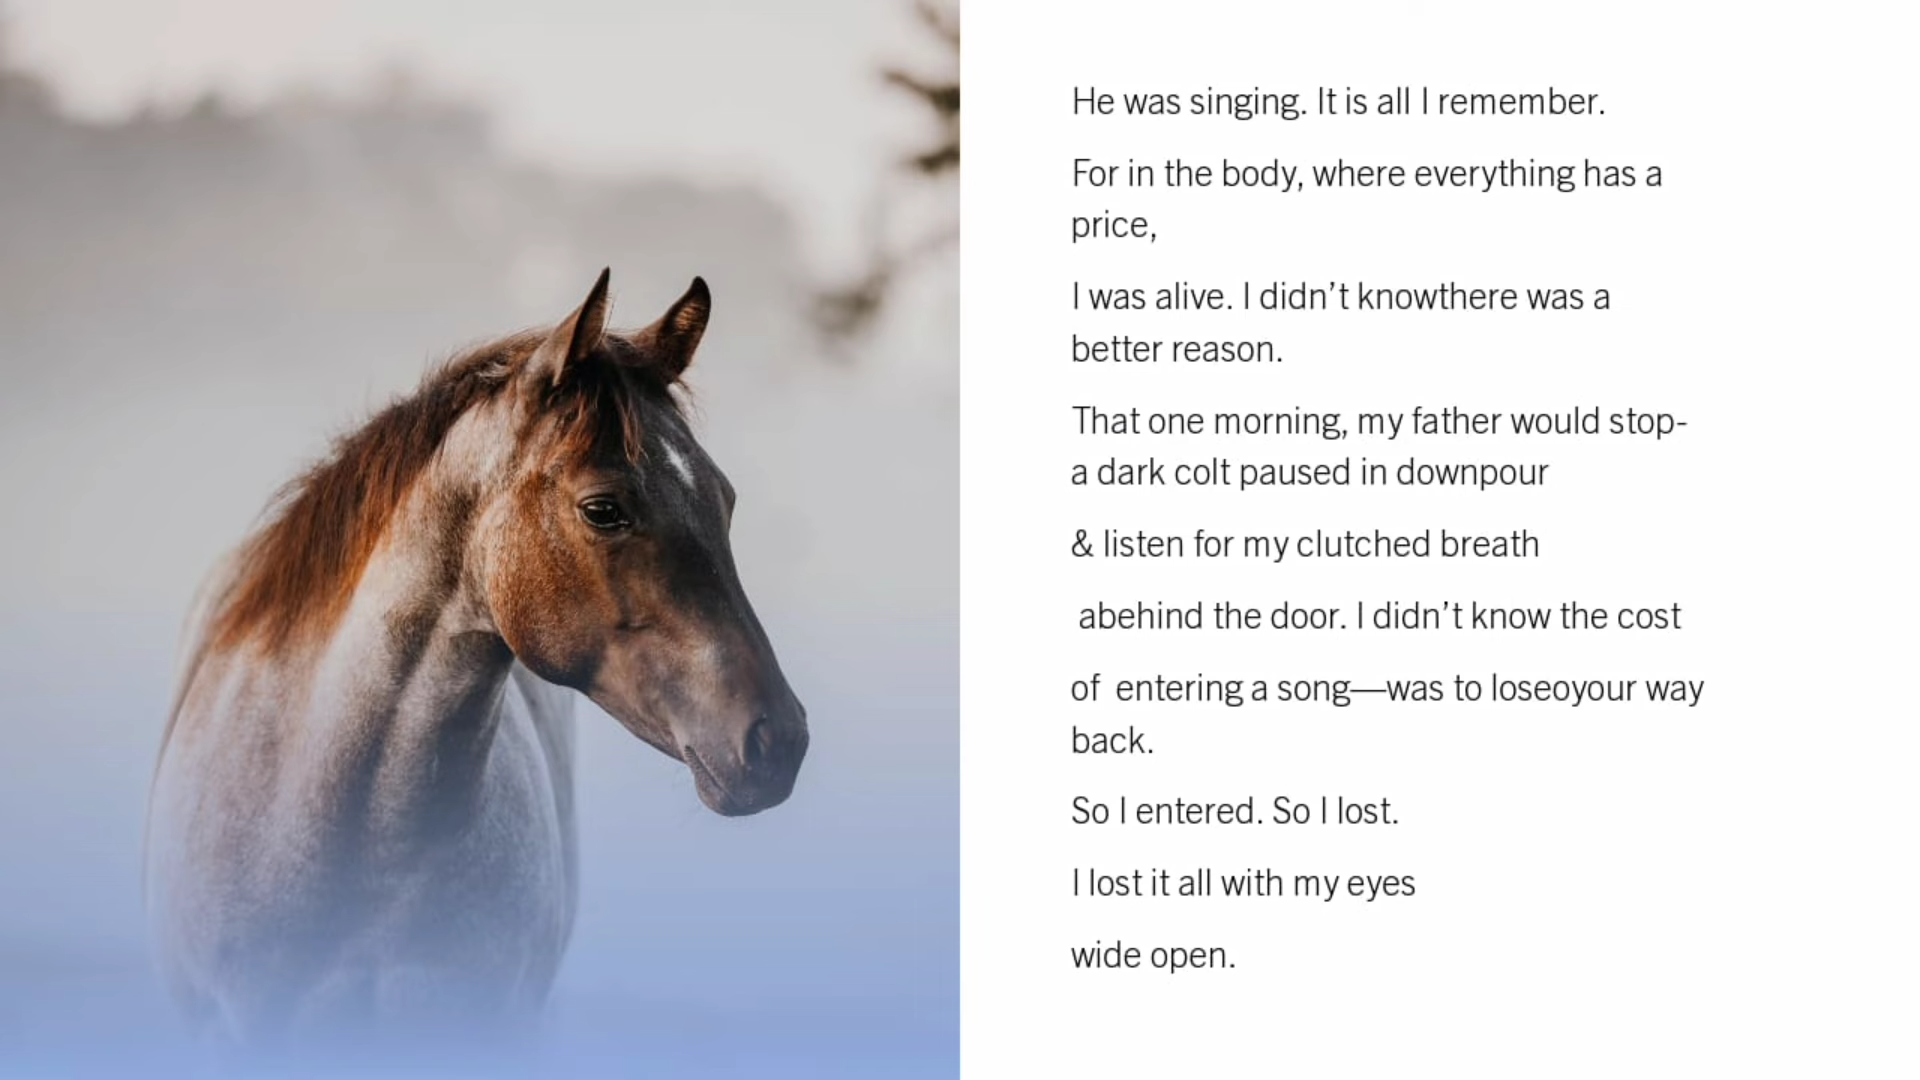 He was singing. It is all I remember.
For in the body, where everything has a
price,
I was alive. I didn’t knowthere was a
better reason.
That one morning, my father would stop-
a dark colt paused in downpour
& listen for my clutched breath
abehind the door. I didn’t know the cost
of  entering a song—was to loseoyour way
back.
So I entered. So I lost.
I lost it all with my eyes
wide open.